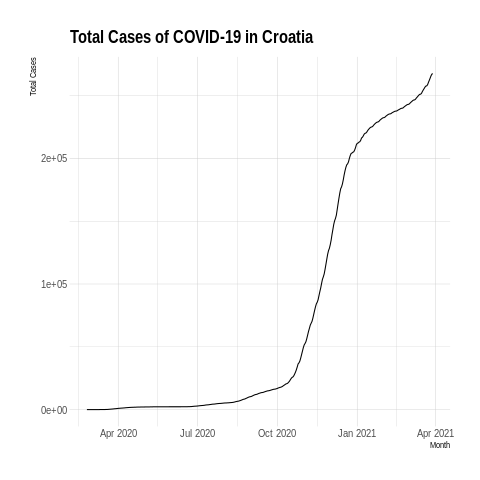 Total Cases of COVID-19 in Croatia
Total Cases
2e+05
1e+05
0e+00
Apr 2020 Jul 2020 Oct 2020 Jan 2021 Apr 2021
Month